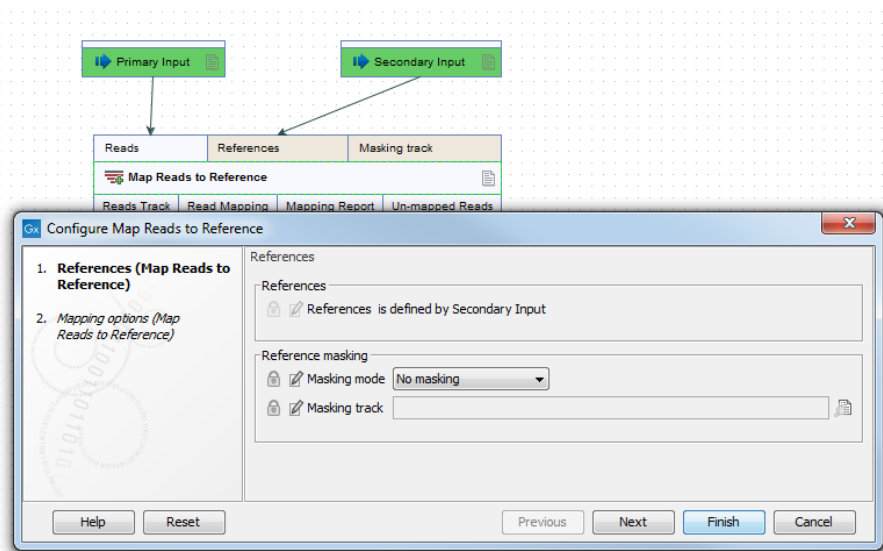 Primary Input
Secondary Input
Reads References Masking track
Map Reads to Reference
Reads Track Read Mapping Mapping Report Un-mapped Reads
Gx Configure Map Reads to Reference
1. References (Map Reads to
Reference)
2. Mapping options (Map
Reads to Reference)
References
References
References is defined by Secondary Input
Reference masking
Masking mode No masking
Masking track
Help Reset Previous Next Finish Cancel